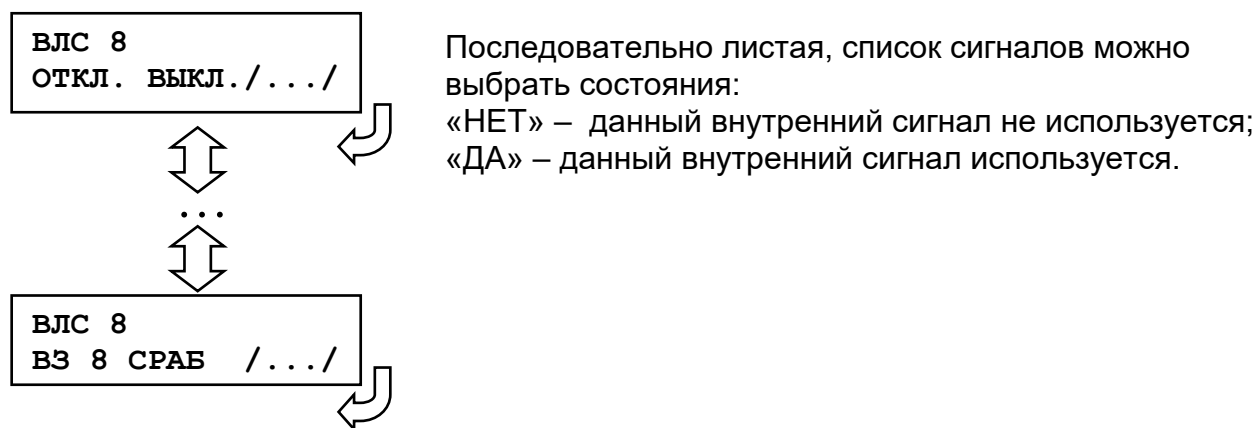 ВЛС 8
ОТКЛ. ВЫКЛ./.../
Последовательно листая, список сигналов можно
выбрать состояния:
«НЕТ» – данный внутренний сигнал не используется;
«ДА» – данный внутренний сигнал используется.
...
ВЛС 8
ВЗ 8 СРАБ /.../